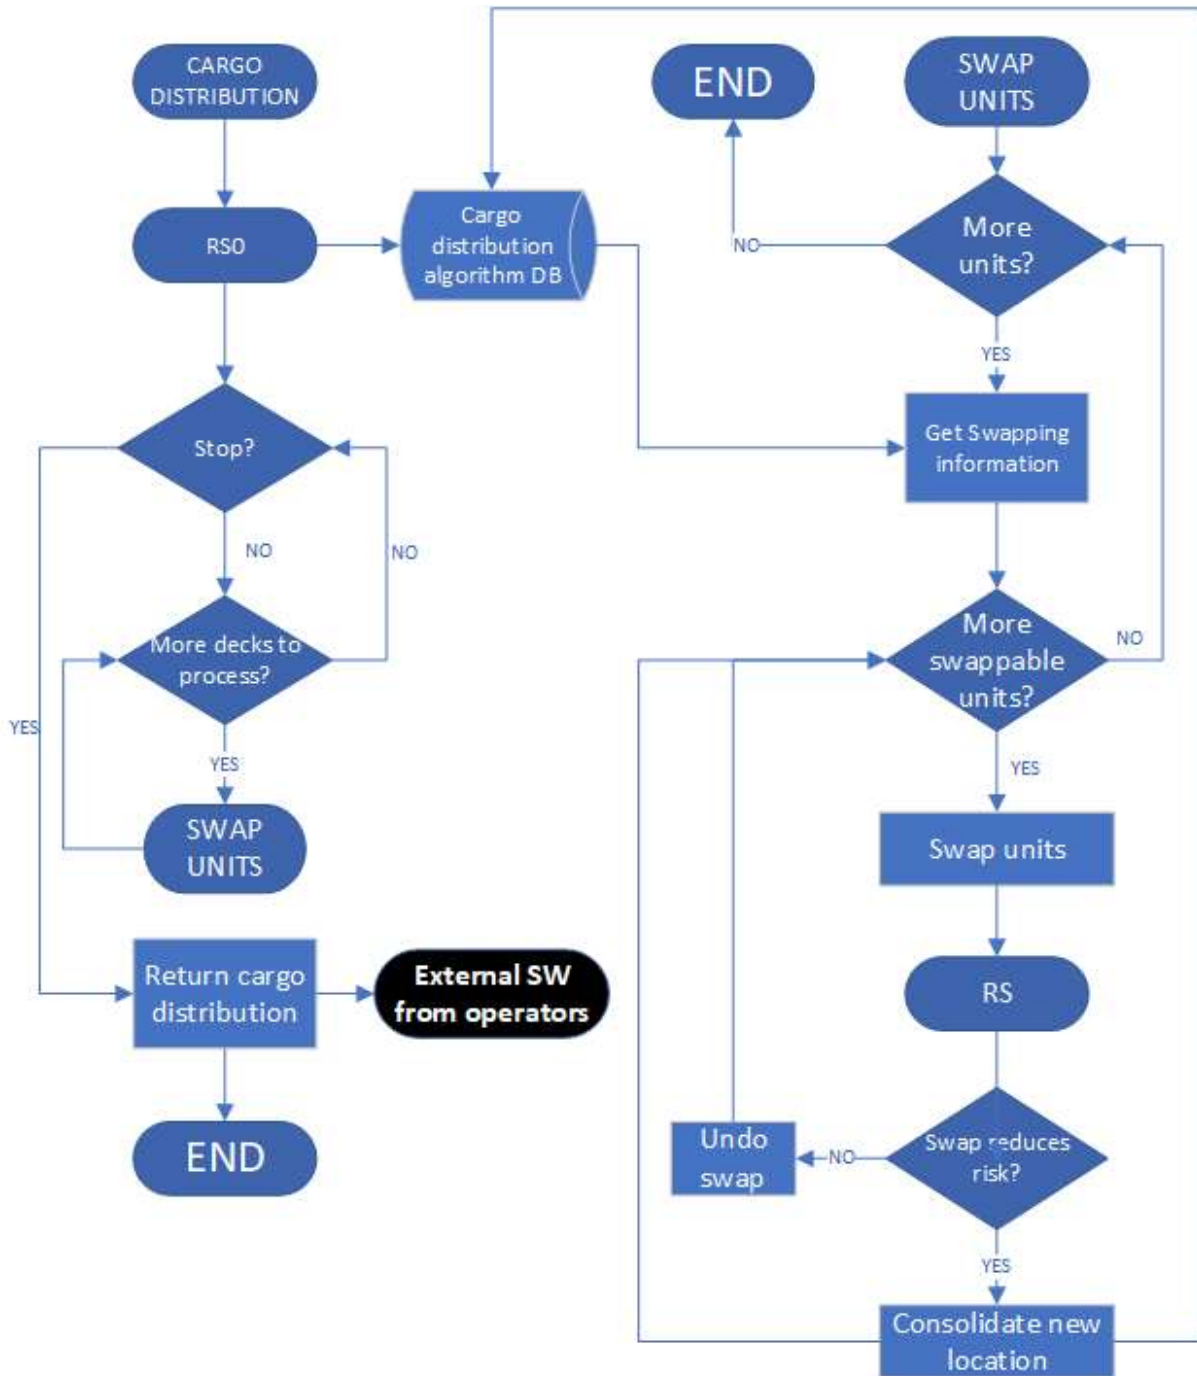 CARGO
DISTRIBUTION
RS0
Cargo
distribution
algorithm DB
Stop?
NO
NO
More decks to
process?
YES
YES
SWAP
UNITS
Return cargo
distribution
External SW
from operators
END
END
SWAP
UNITS
More
units?
NO
YES
Get Swapping
information
More
swappable
units?
NO
YES
Swap units
RS
Swap reduces
risk?
NO
Undo
swap
YES
Consolidate new
location